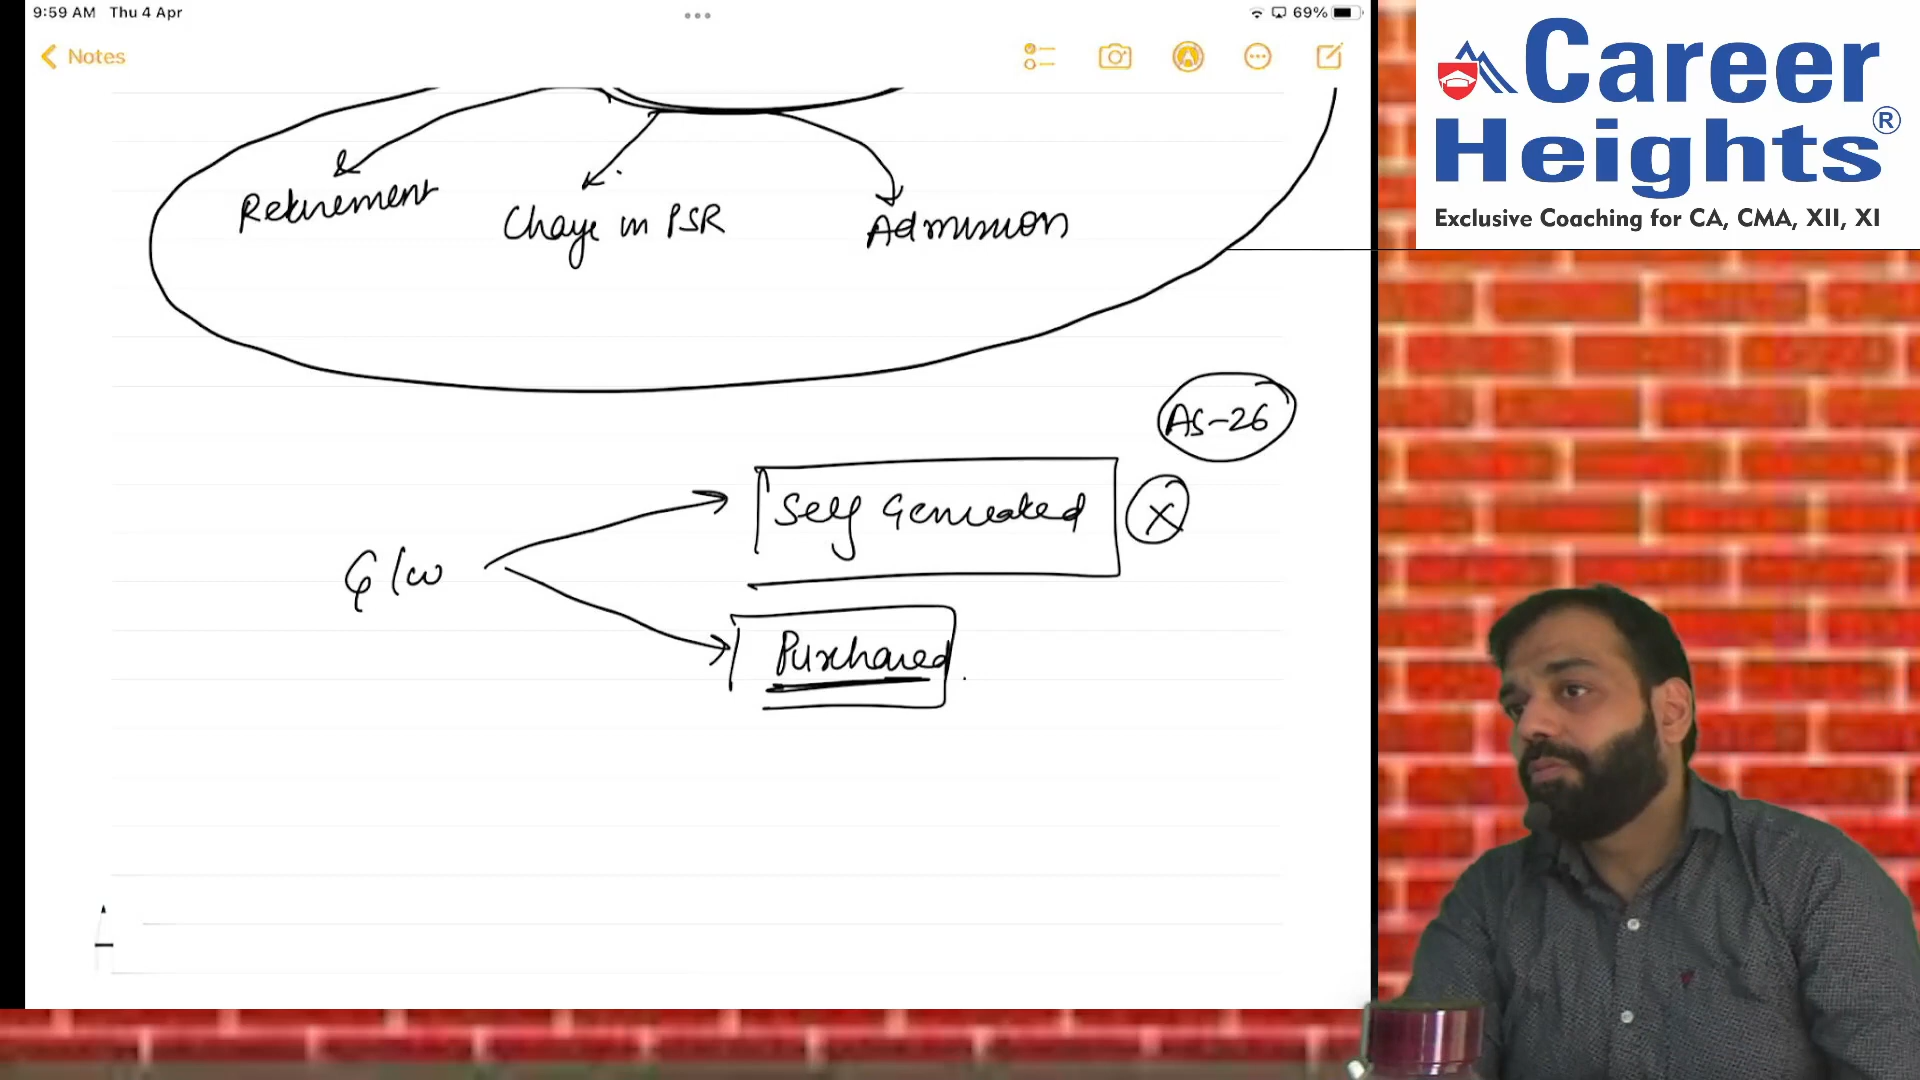 9:59 AM Thu 4 Apr
69%
Notes
Career
Heights®
Exclusive Coaching for CA, CMA, XII, XI
Retirement
Change in PSR
Admission
AS-26
Self Generated X
G/w
Purchased